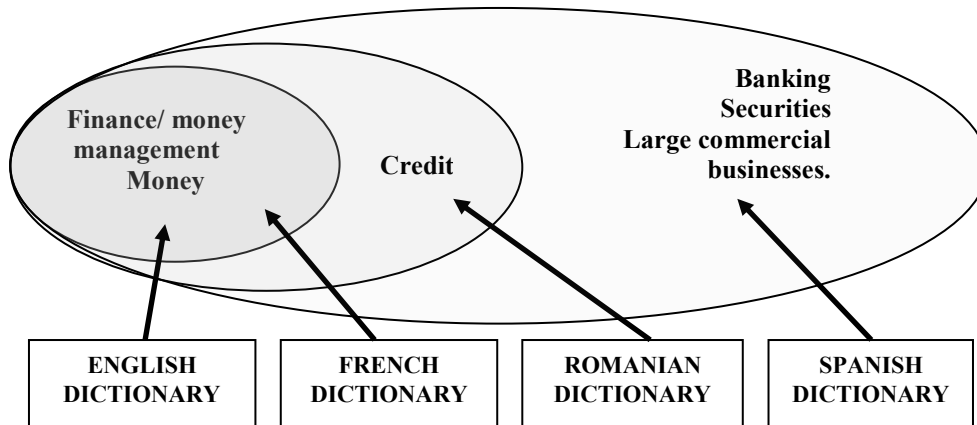 Finance/ money
management
Money
Credit
Banking
Securities
Large commercial
businesses.
ENGLISH
DICTIONARY
FRENCH
DICTIONARY
ROMANIAN
DICTIONARY
SPANISH
DICTIONARY